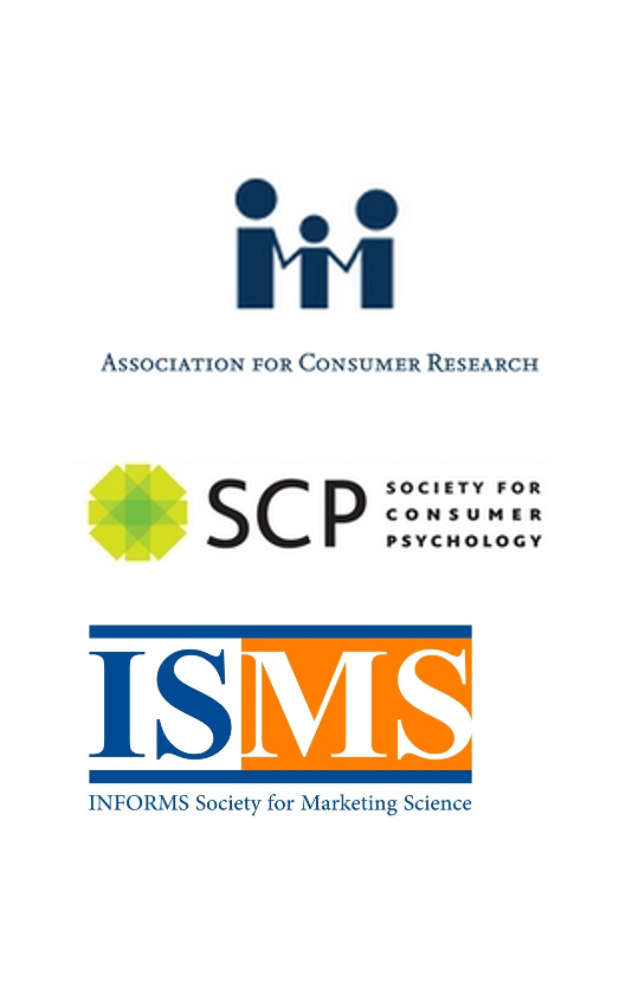 ASSOCIATION FOR CONSUMER RESEARCH
SCP
SOCIETY FOR
CONSUMER
PSYCHOLOGY
ISMS
INFORMS Society for Marketing Science